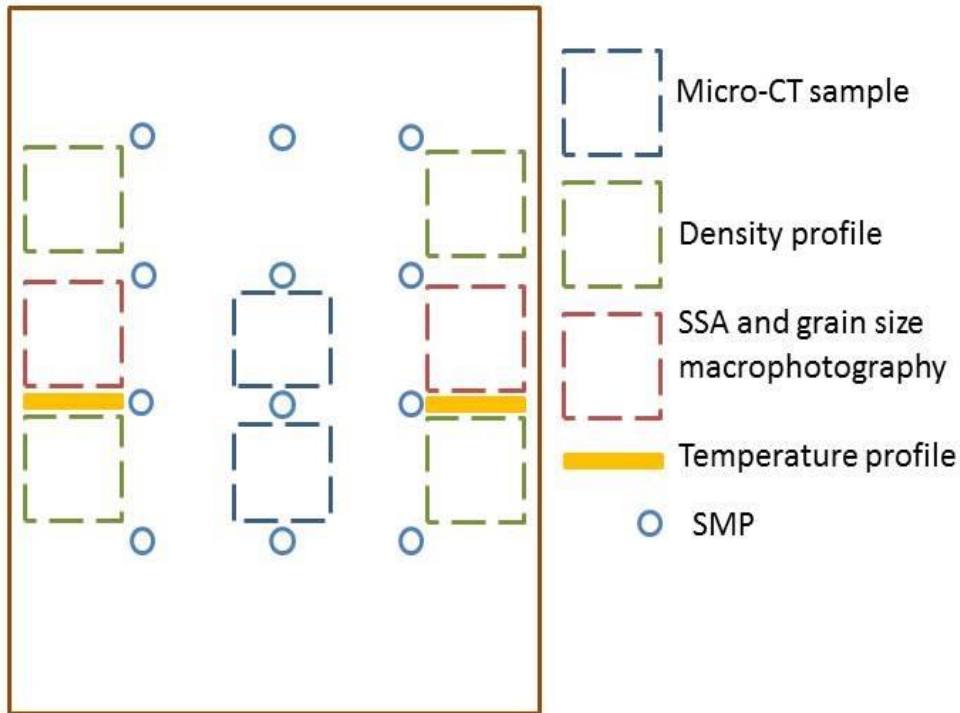 Micro-CT sample
Density profile
SSA and grain size
macrophotography
Temperature profile
SMP